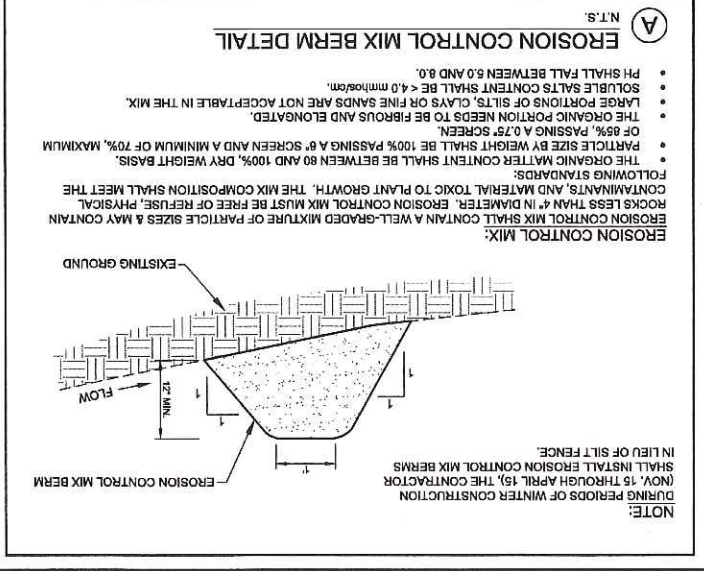 NOTE:
DURING PERIODS OF WINTER CONSTRUCTION
(NOV. 15 THROUGH APRIL 15), THE CONTRACTOR
SHALL INSTALL EROSION CONTROL MIX BERMS
IN LIEU OF SILT FENCE.
1'
EROSION CONTROL MIX BERM
1
1
1
1
12" MIN.
FLOW
EXISTING GROUND
EROSION CONTROL MIX:
EROSION CONTROL MIX SHALL CONTAIN A WELL-GRADED MIXTURE OF PARTICLE SIZES & MAY CONTAIN
ROCKS LESS THAN 4" IN DIAMETER. EROSION CONTROL MIX MUST BE FREE OF REFUSE, PHYSICAL
CONTAMINANTS, AND MATERIAL TOXIC TO PLANT GROWTH. THE MIX COMPOSITION SHALL MEET THE
FOLLOWING STANDARDS:
• THE ORGANIC MATTER CONTENT SHALL BE BETWEEN 80 AND 100%, DRY WEIGHT BASIS.
• PARTICLE SIZE BY WEIGHT SHALL BE 100% PASSING A 6" SCREEN AND A MINIMUM OF 70%, MAXIMUM
OF 85%, PASSING A 0.75" SCREEN.
• THE ORGANIC PORTION NEEDS TO BE FIBROUS AND ELONGATED.
• LARGE PORTIONS OF SILTS, CLAYS OR FINE SANDS ARE NOT ACCEPTABLE IN THE MIX.
• SOLUBLE SALTS CONTENT SHALL BE < 4.0 mmhos/cm.
• PH SHALL FALL BETWEEN 5.0 AND 8.0.
A EROSION CONTROL MIX BERM DETAIL
N.T.S.